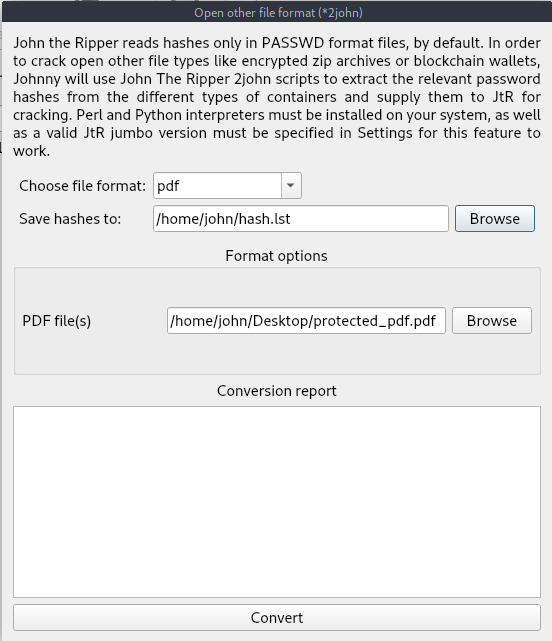 Open other file format (*2john)
John the Ripper reads hashes only in PASSWD format files, by default. In order
to crack open other file types like encrypted zip archives or blockchain wallets,
Johnny will use John The Ripper 2john scripts to extract the relevant password
hashes from the different types of containers and supply them to JtR for
cracking. Perl and Python interpreters must be installed on your system, as well
as a valid JtR jumbo version must be specified in Settings for this feature to
work.
Choose file format: pdf
Save hashes to: /home/john/hash.lst Browse
Format options
PDF file(s) /home/john/Desktop/protected_pdf.pdf Browse
Conversion report
Convert